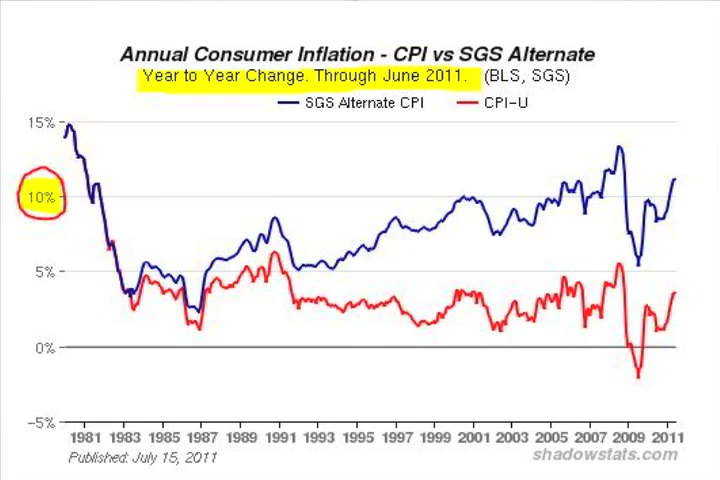 Annual Consumer Inflation - CPI vs SGS Alternate
Year to Year Change. Through June 2011. (BLS, SGS)
SGS Alternate CPI CPI-U
15%
10%
5%
0%
-5%
1981 1983 1985 1987 1989 1991 1993 1995 1997 1999 2001 2003 2005 2007 2009 2011
Published: July 15, 2011
shadowstats.com